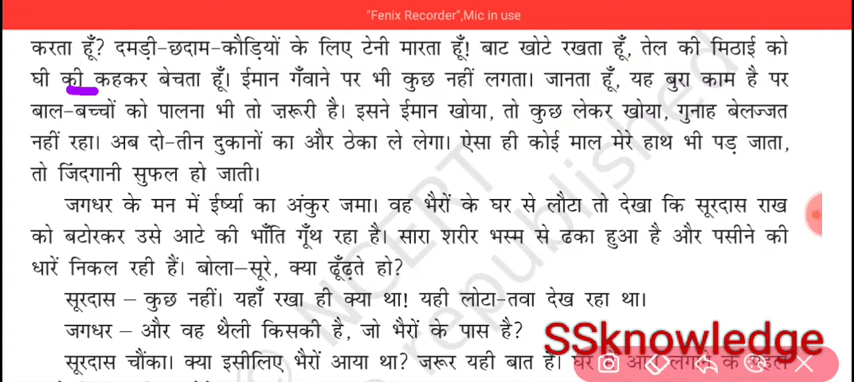 "Fenix Recorder",Mic in use
करता हूँ? दमड़ी-छदाम-कौड़ियों के लिए टेनी मारता हूँ! बाट खोटे रखता हूँ, तेल की मिठाई को
घी की कहकर बेचता हूँ। ईमान गँवाने पर भी कुछ नहीं लगता। जानता हूँ, यह बुरा काम है पर
बाल-बच्चों को पालना भी तो ज़रूरी है। इसने ईमान खोया, तो कुछ लेकर खोया, गुनाह बेलज्जत
नहीं रहा। अब दो-तीन दुकानों का और ठेका ले लेगा। ऐसा ही कोई माल मेरे हाथ भी पड़ जाता,
तो जिंदगानी सुफल हो जाती।
जगधर के मन में ईर्ष्या का अंकुर जमा। वह भैरों के घर से लौटा तो देखा कि सूरदास राख
को बटोरकर उसे आटे की भाँति गूँथ रहा है। सारा शरीर भस्म से ढका हुआ है और पसीने की
धारें निकल रही हैं। बोला-सूरे, क्या ढूँढ़ते हो?
सूरदास – कुछ नहीं। यहाँ रखा ही क्या था! यही लोटा-तवा देख रहा था।
जगधर – और वह थैली किसकी है, जो भैरों के पास है?
सूरदास चौंका। क्या इसीलिए भैरों आया था? ज़रूर यही बात है। घर
SSknowledge
© NCERT
republished